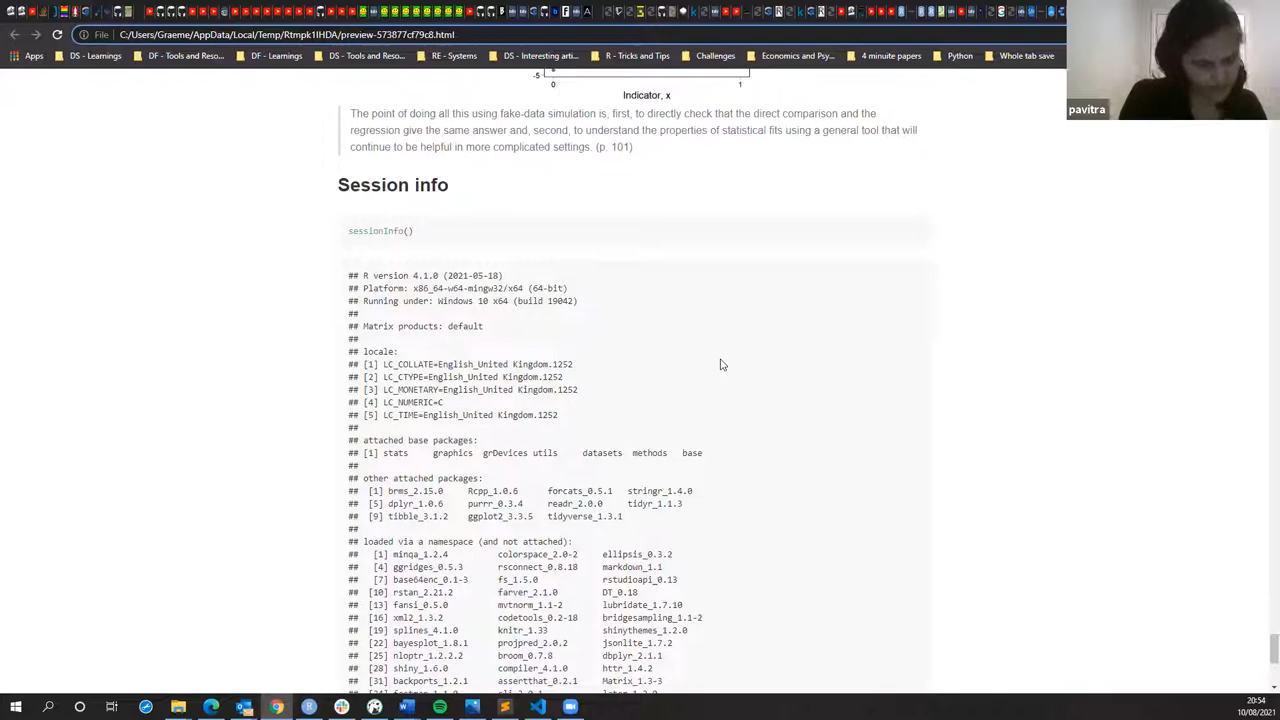 File
C:/Users/Graeme/AppData/Local/Temp/Rtmpk1IHDA/preview-573877cf79c8.html
Apps
DS - Learnings
DF - Tools and Reso...
DF - Learnings
DS - Tools and Reso...
RE - Systems
DS - Interesting arti...
R - Tricks and Tips
Challenges
Economics and Psy...
4 minuite papers
Python
Whole tab save
pavitra
-5
0 1
Indicator, x
The point of doing all this using fake-data simulation is, first, to directly check that the direct comparison and the
regression give the same answer and, second, to understand the properties of statistical fits using a general tool that will
continue to be helpful in more complicated settings. (p. 101)
Session info
sessionInfo()
## R version 4.1.0 (2021-05-18)
## Platform: x86_64-w64-mingw32/x64 (64-bit)
## Running under: Windows 10 x64 (build 19042)
##
## Matrix products: default
##
## locale:
## [1] LC_COLLATE=English_United Kingdom.1252
## [2] LC_CTYPE=English_United Kingdom.1252
## [3] LC_MONETARY=English_United Kingdom.1252
## [4] LC_NUMERIC=C
## [5] LC_TIME=English_United Kingdom.1252
##
## attached base packages:
## [1] stats graphics grDevices utils datasets methods base
##
## other attached packages:
## [1] brms_2.15.0 Rcpp_1.0.6 forcats_0.5.1 stringr_1.4.0
## [5] dplyr_1.0.6 purrr_0.3.4 readr_2.0.0 tidyr_1.1.3
## [9] tibble_3.1.2 ggplot2_3.3.5 tidyverse_1.3.1
##
## loaded via a namespace (and not attached):
## [1] minqa_1.2.4 colorspace_2.0-2 ellipsis_0.3.2
## [4] ggridges_0.5.3 rsconnect_0.8.18 markdown_1.1
## [7] base64enc_0.1-3 fs_1.5.0 rstudioapi_0.13
## [10] rstan_2.21.2 farver_2.1.0 DT_0.18
## [13] fansi_0.5.0 mvtnorm_1.1-2 lubridate_1.7.10
## [16] xml2_1.3.2 codetools_0.2-18 bridgesampling_1.1-2
## [19] splines_4.1.0 knitr_1.33 shinythemes_1.2.0
## [22] bayesplot_1.8.1 projpred_2.0.2 jsonlite_1.7.2
## [25] nloptr_1.2.2.2 broom_0.7.8 dbplyr_2.1.1
## [28] shiny_1.6.0 compiler_4.1.0 httr_1.4.2
## [31] backports_1.2.1 assertthat_0.2.1 Matrix_1.3-3
20:54
10/08/2021